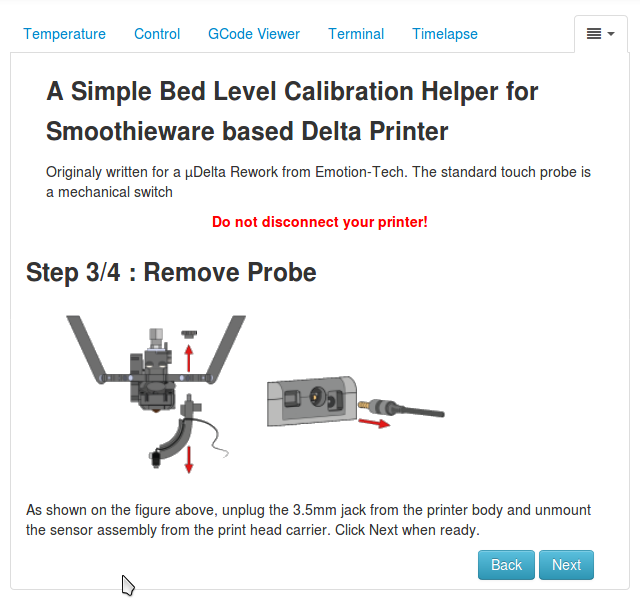 Temperature Control GCode Viewer Terminal Timelapse
A Simple Bed Level Calibration Helper for
Smoothieware based Delta Printer
Originaly written for a µDelta Rework from Emotion-Tech. The standard touch probe is
a mechanical switch
Do not disconnect your printer!
Step 3/4 : Remove Probe
As shown on the figure above, unplug the 3.5mm jack from the printer body and unmount
the sensor assembly from the print head carrier. Click Next when ready.
Back Next